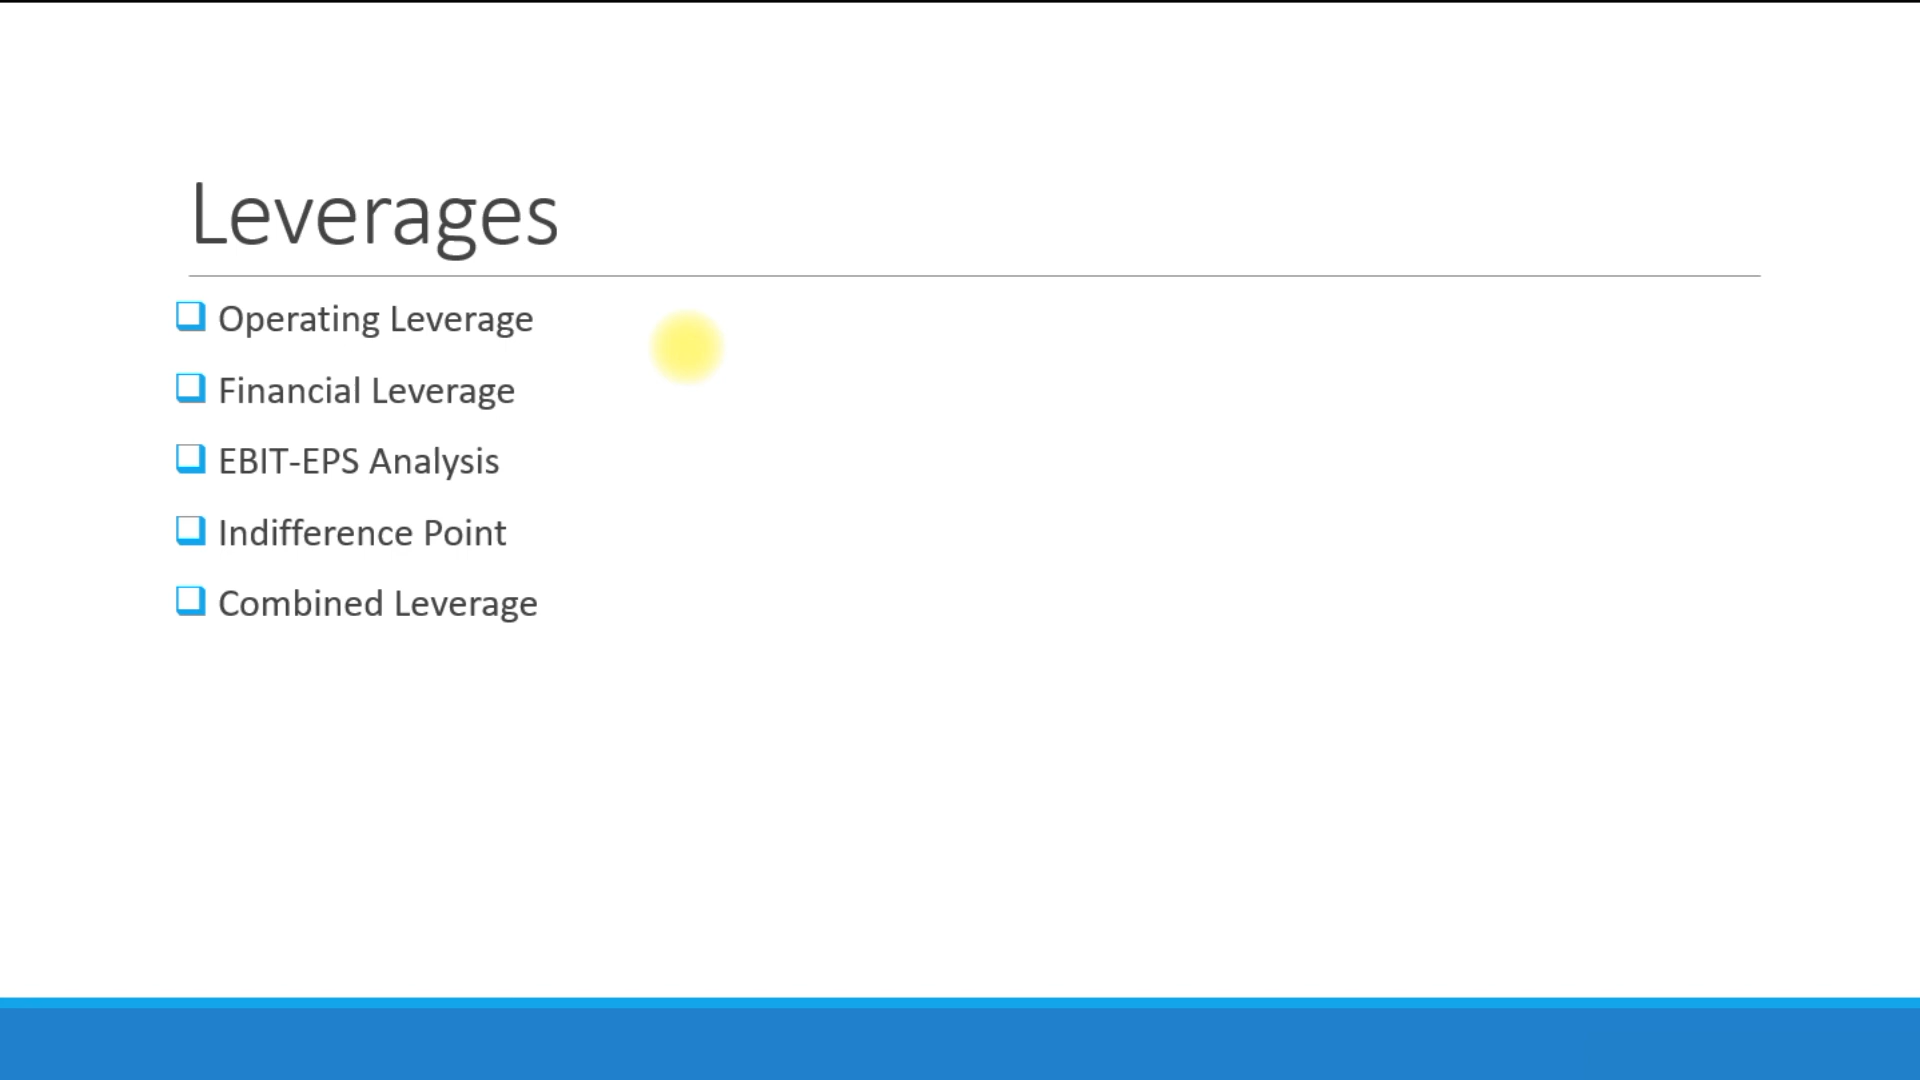 Leverages
Operating Leverage
Financial Leverage
EBIT-EPS Analysis
Indifference Point
Combined Leverage